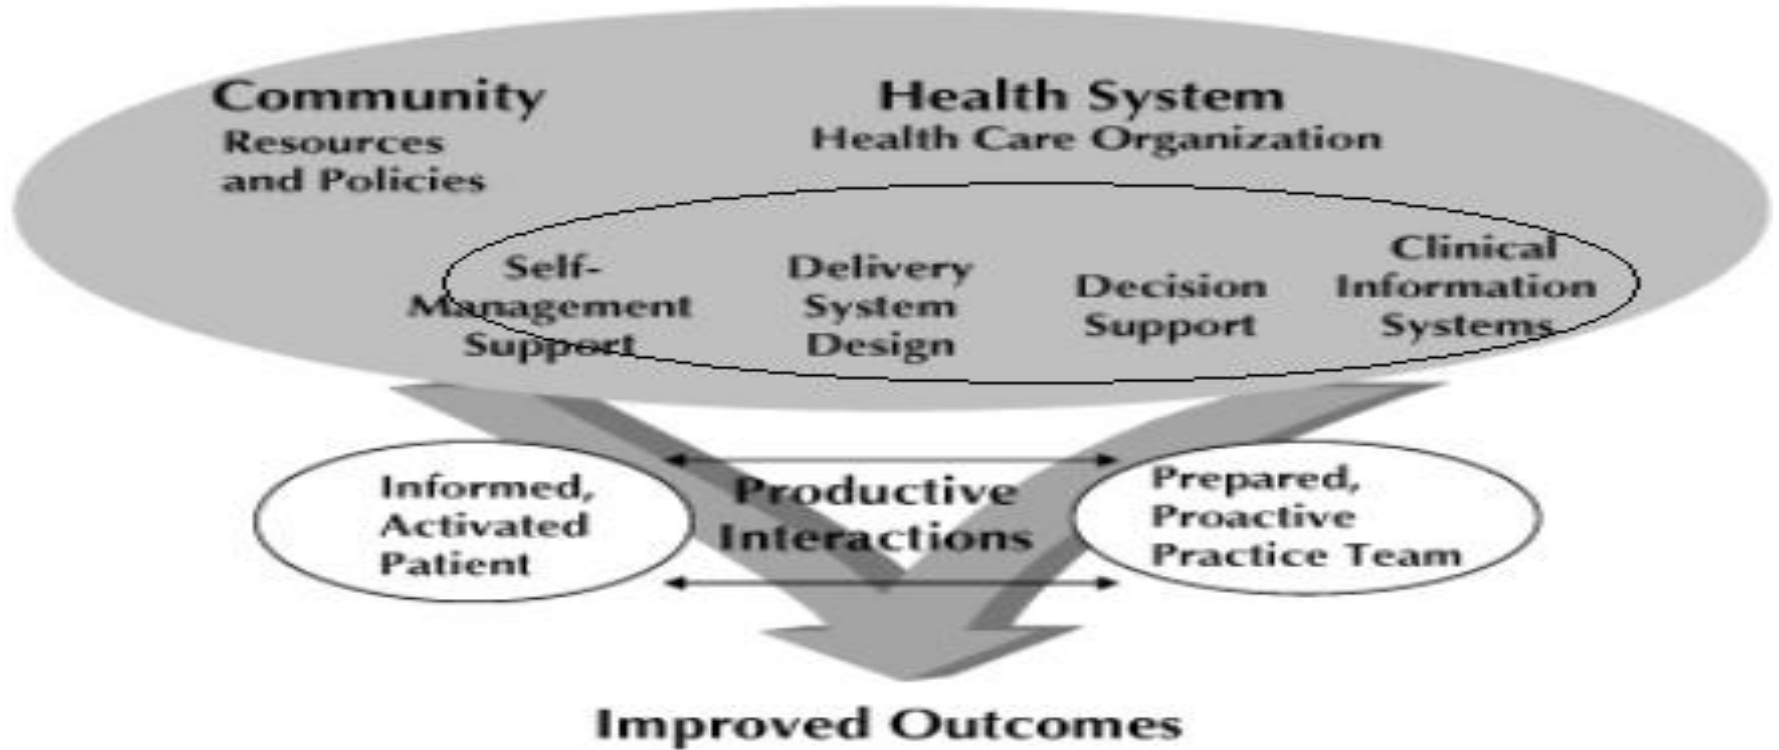 Community
Resources
and Policies
Health System
Health Care Organization
Self-
Management
Support
Delivery
System
Design
Decision
Support
Clinical
Information
Systems
Informed,
Activated
Patient
Productive
Interactions
Prepared,
Proactive
Practice Team
Improved Outcomes